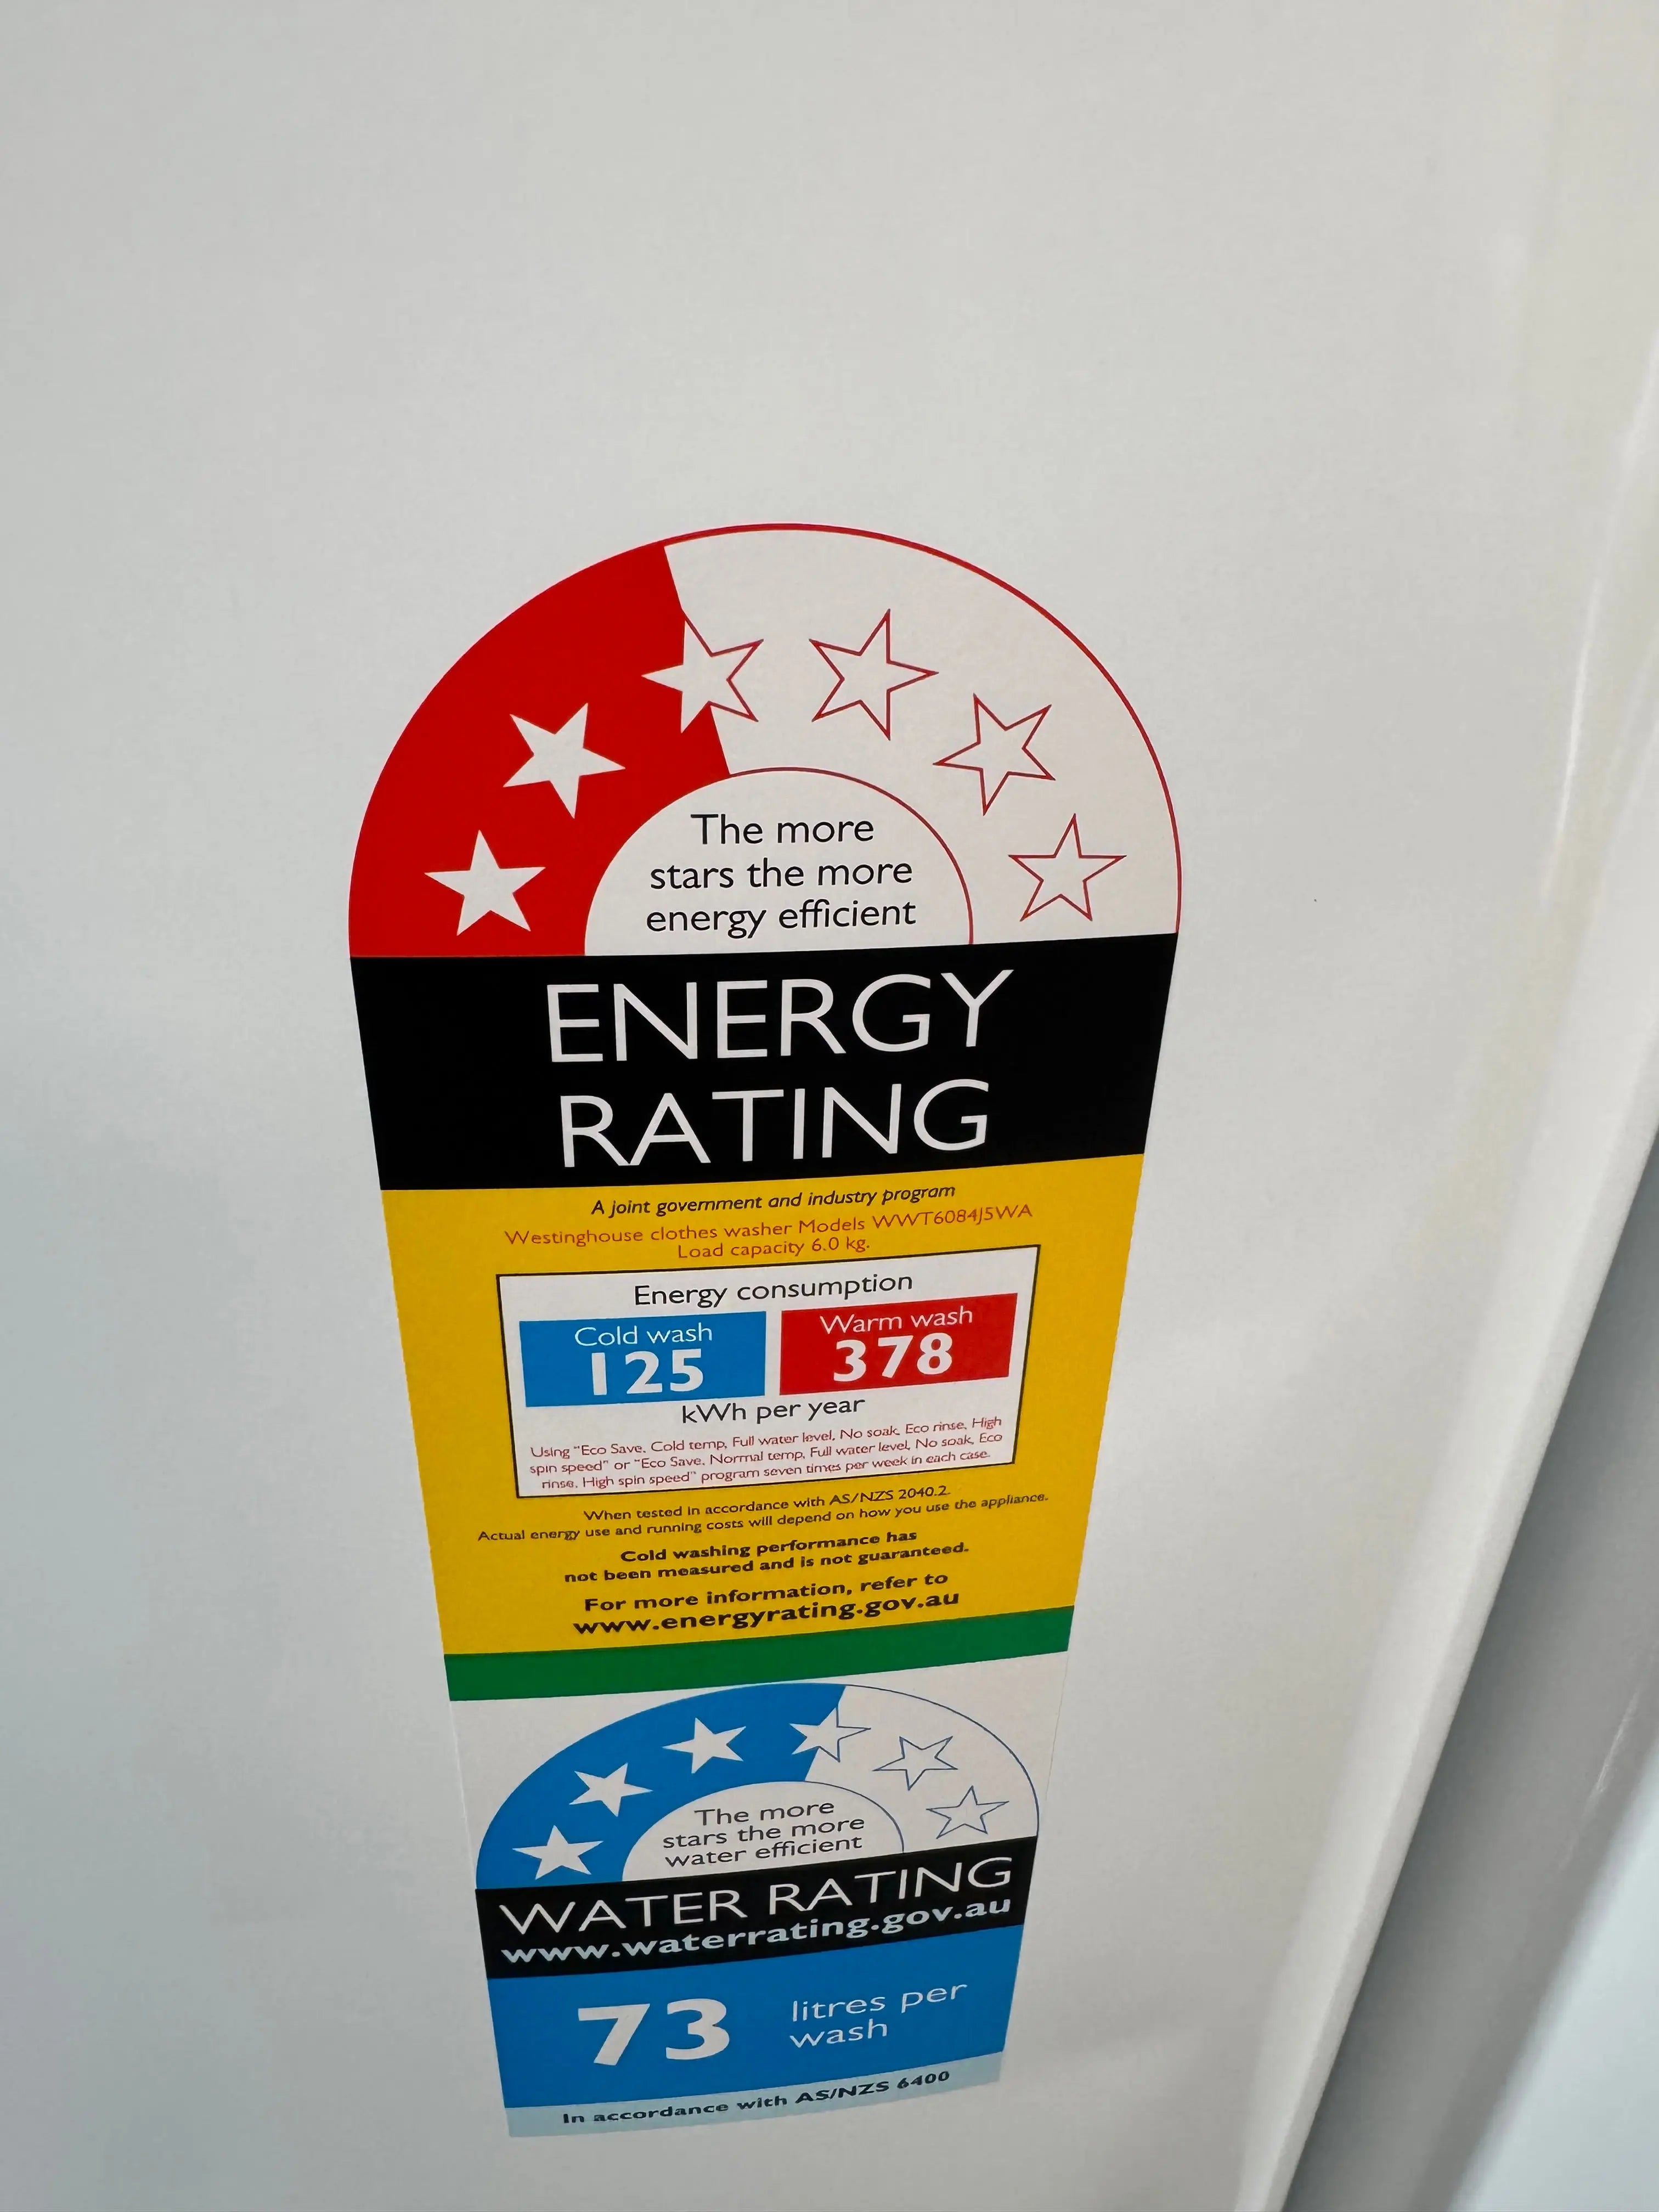 The more
stars the more
energy efficient
ENERGY
RATING
A joint government and industry program
Westinghouse clothes washer Models WWT6084J5WA
Load capacity 6.0 kg.
Energy consumption
Cold wash
125
Warm wash
378
kWh per year
Using "Eco Save, Cold temp, Full water level, No soak, Eco rinse, High
spin speed" or "Eco Save, Normal temp, Full water level, No soak, Eco
rinse, High spin speed" program seven times per week in each case.
When tested in accordance with AS/NZS 2040.2.
Actual energy use and running costs will depend on how you use the appliance.
Cold washing performance has
not been measured and is not guaranteed.
For more information, refer to
www.energyrating.gov.au
The more
stars the more
water efficient
WATER RATING
www.waterrating.gov.au
73 litres per
wash
In accordance with AS/NZS 6400